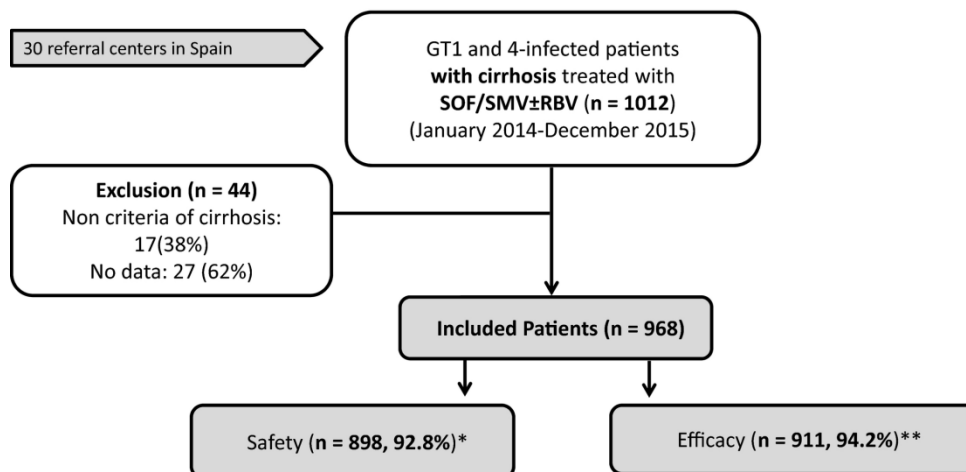 30 referral centers in Spain
GT1 and 4-infected patients
with cirrhosis treated with
SOF/SMV±RBV (n = 1012)
(January 2014-December 2015)
Exclusion (n = 44)
Non criteria of cirrhosis:
17(38%)
No data: 27 (62%)
Included Patients (n = 968)
Safety (n = 898, 92.8%)*
Efficacy (n = 911, 94.2%)**